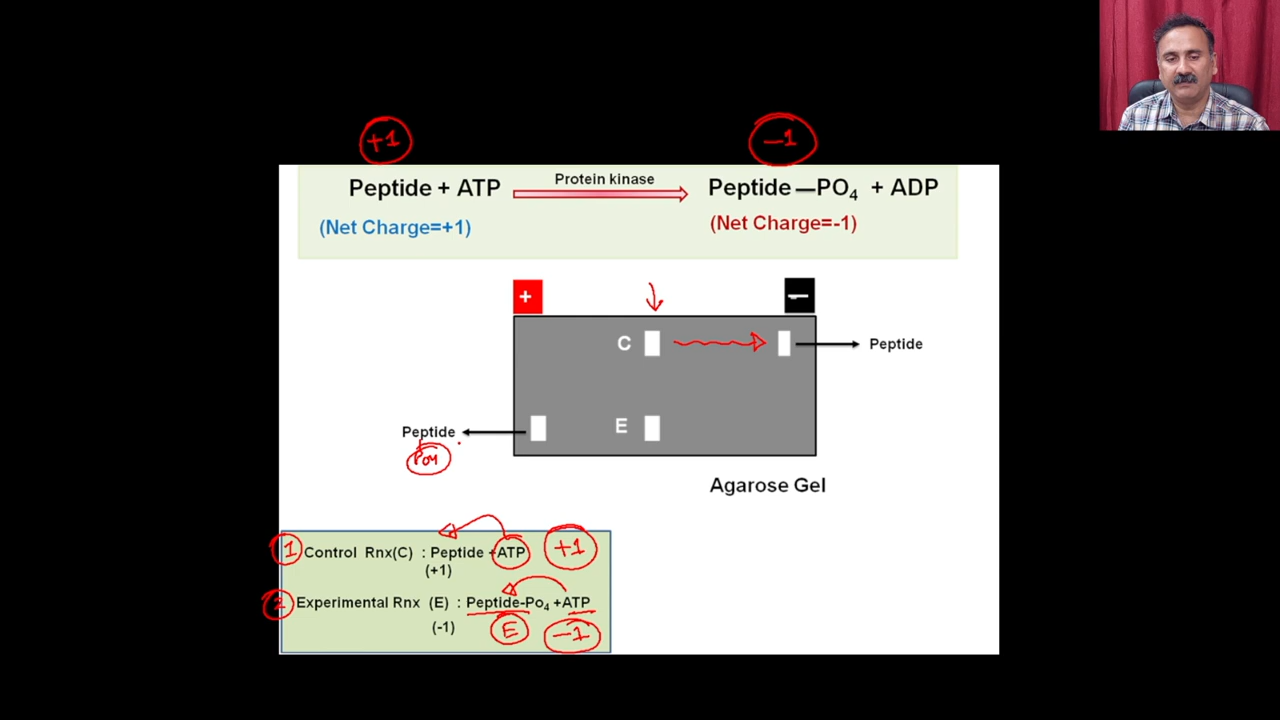 +1
-1
Peptide + ATP
Protein kinase
Peptide—PO4 + ADP
(Net Charge=+1)
(Net Charge=-1)
+
—
C
Peptide
E
Peptide
PO4
Agarose Gel
1 Control Rnx(C) : Peptide +ATP +1
(+1)
2 Experimental Rnx (E) : Peptide-Po4 +ATP
(-1) E -1